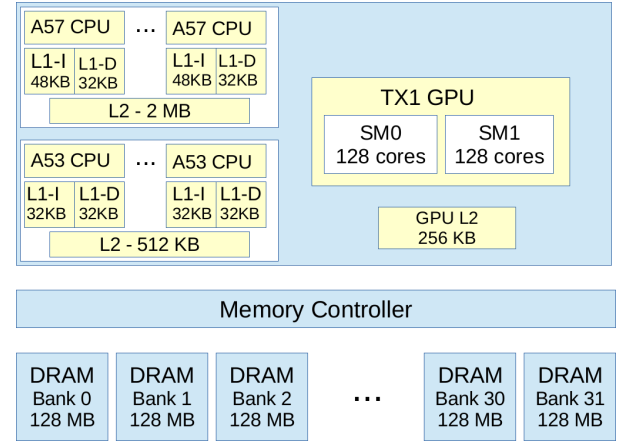 A57 CPU ... A57 CPU
L1-I L1-D L1-I L1-D
48KB 32KB 48KB 32KB
L2 - 2 MB
A53 CPU ... A53 CPU
L1-I L1-D L1-I L1-D
32KB 32KB 32KB 32KB
L2 - 512 KB
TX1 GPU
SM0 SM1
128 cores 128 cores
GPU L2
256 KB
Memory Controller
DRAM DRAM DRAM ... DRAM DRAM
Bank 0 Bank 1 Bank 2 Bank 30 Bank 31
128 MB 128 MB 128 MB 128 MB 128 MB